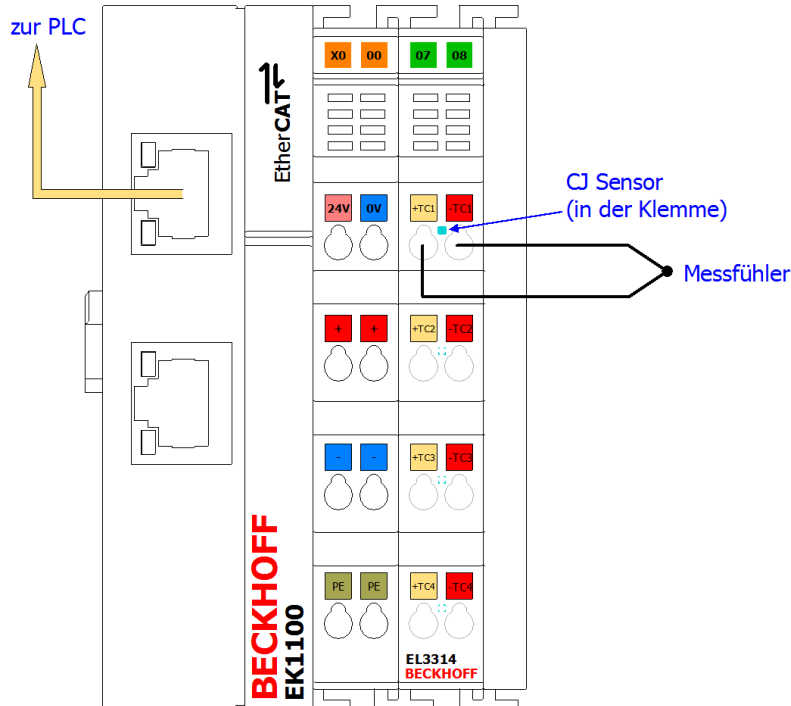 zur PLC
EtherCAT
X0 00 07 08
24V 0V +TC1 -TC1
CJ Sensor
(in der Klemme)
Messfühler
+ + +TC2 -TC2
- - +TC3 -TC3
PE PE +TC4 -TC4
BECKHOFF
EK1100
EL3314
BECKHOFF